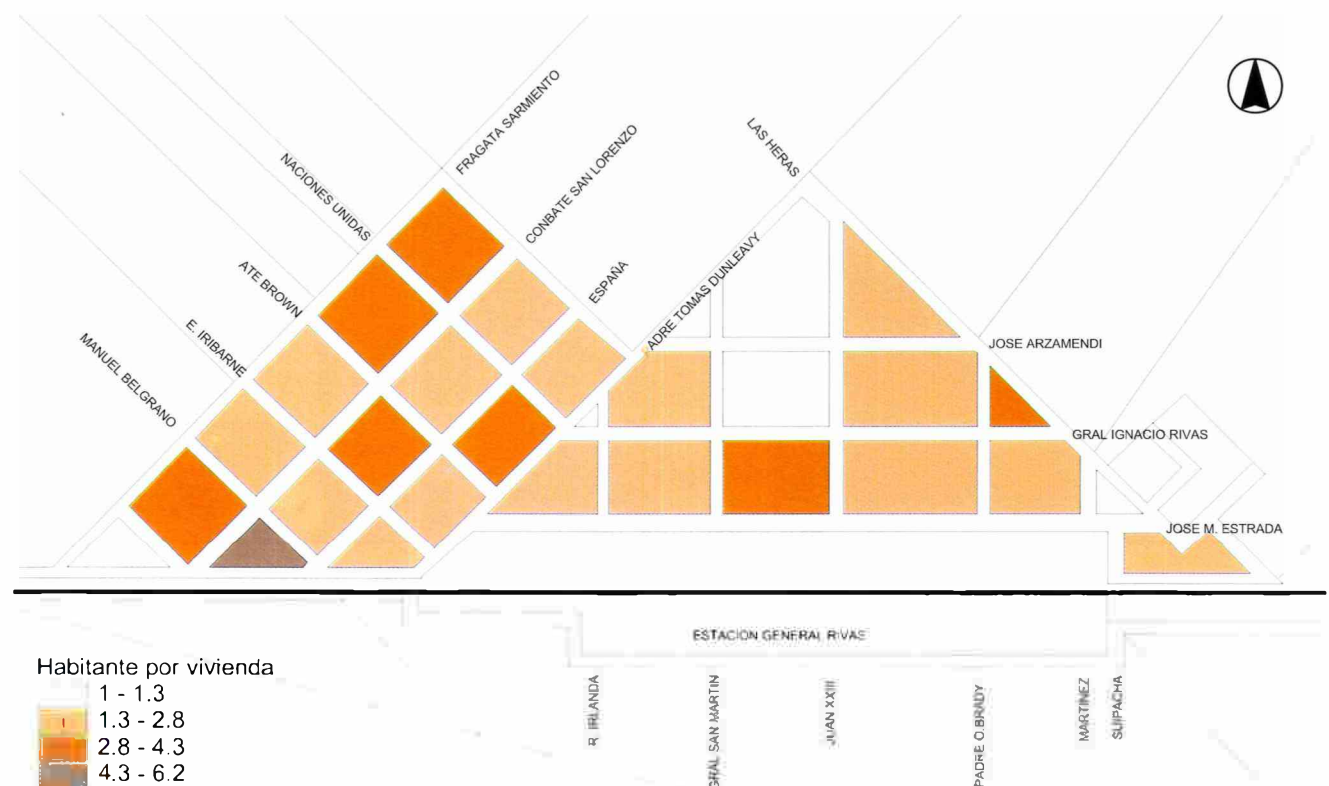 FRAGATA SARMIENTO
CONBATE SAN LORENZO
LAS HERAS
NACIONES UNIDAS
ESPAÑA
ADRE TOMAS DUNLEAVY
ATE BROWN
E. IRIBARNE
MANUEL BELGRANO
JOSE ARZAMENDI
GRAL IGNACIO RIVAS
JOSE M. ESTRADA
ESTACION GENERAL RIVAS
R. IRLANDA
GRAL SAN MARTIN
JUAN XXIII
PADRE O.BRADY
MARTINEZ
SUIPACHA
Habitante por vivienda
1 - 1.3
1.3 - 2.8
2.8 - 4.3
4.3 - 6.2